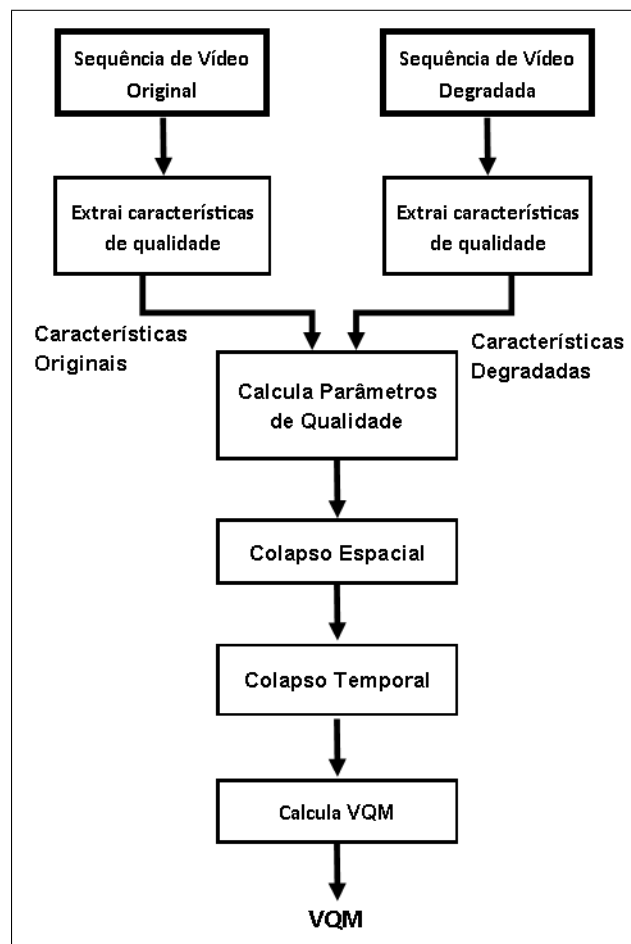 Sequência de Vídeo
Original
Sequência de Vídeo
Degradada
Extrai características
de qualidade
Extrai características
de qualidade
Características
Originais
Características
Degradadas
Calcula Parâmetros
de Qualidade
Colapso Espacial
Colapso Temporal
Calcula VQM
VQM